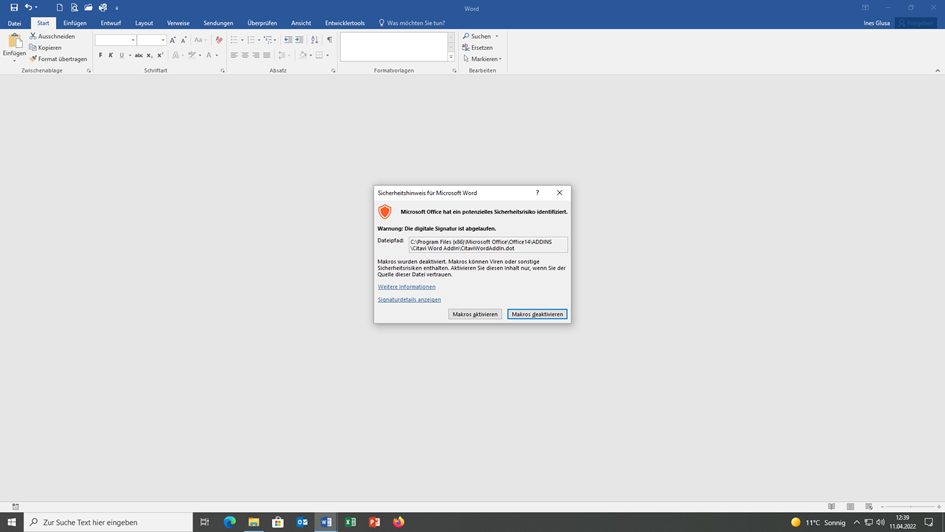 Word
Ines Glusa
Datei Start Einfügen Entwurf Layout Verweise Sendungen Überprüfen Ansicht Entwicklertools Was möchten Sie tun?
Einfügen
Ausschneiden
Kopieren
Format übertragen
Zwischenablage
F K U abc x₂ x²
Aa
A
Schriftart
Absatz
Formatvorlagen
Suchen
Ersetzen
Markieren
Bearbeiten
Sicherheitshinweis für Microsoft Word ?
Microsoft Office hat ein potenzielles Sicherheitsrisiko identifiziert.
Warnung: Die digitale Signatur ist abgelaufen.
Dateipfad: C:\Program Files (x86)\Microsoft Office\Office14\ADDINS
\Citavi Word AddIn\CitaviWordAddIn.dot
Makros wurden deaktiviert. Makros können Viren oder sonstige
Sicherheitsrisiken enthalten. Aktivieren Sie diesen Inhalt nur, wenn Sie der
Quelle dieser Datei vertrauen.
Weitere Informationen
Signaturdetails anzeigen
Makros aktivieren Makros deaktivieren
Zur Suche Text hier eingeben
11°C Sonnig
12:39
11.04.2022